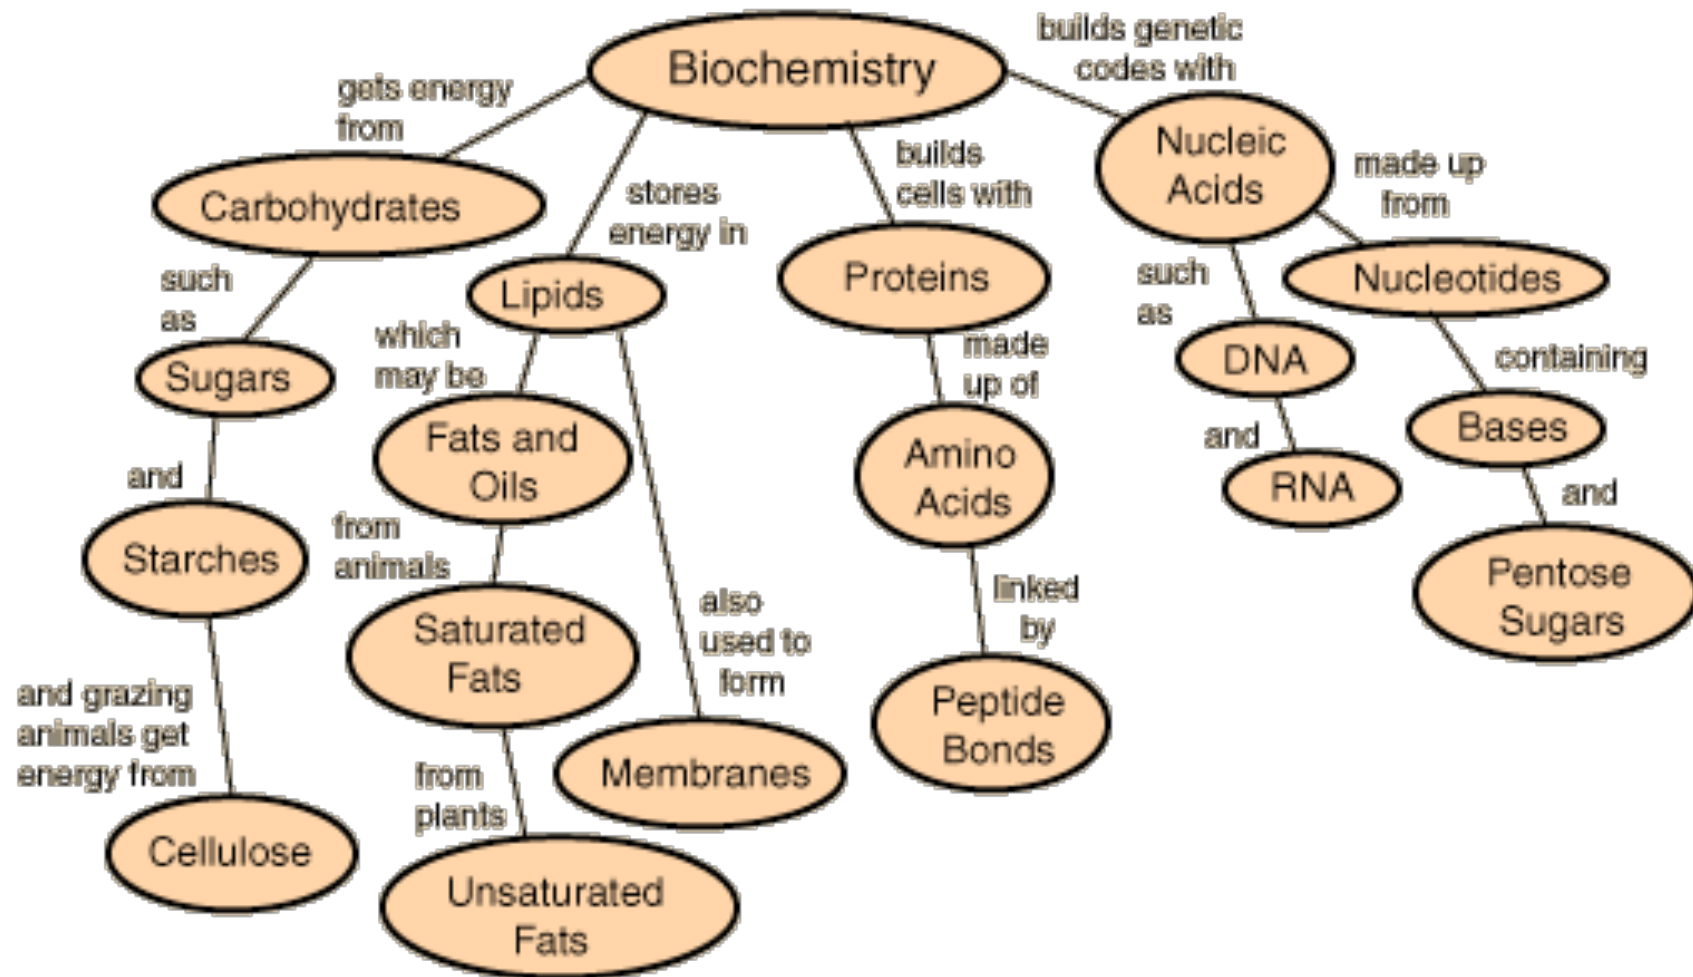 Biochemistry
gets energy
from
Carbohydrates
such
as
Sugars
and
Starches
and grazing
animals get
energy from
Cellulose
stores
energy in
Lipids
which
may be
Fats and
Oils
from
animals
Saturated
Fats
from
plants
Unsaturated
Fats
also
used to
form
Membranes
builds
cells with
Proteins
made
up of
Amino
Acids
linked
by
Peptide
Bonds
builds genetic
codes with
Nucleic
Acids
such
as
DNA
and
RNA
made up
from
Nucleotides
containing
Bases
and
Pentose
Sugars